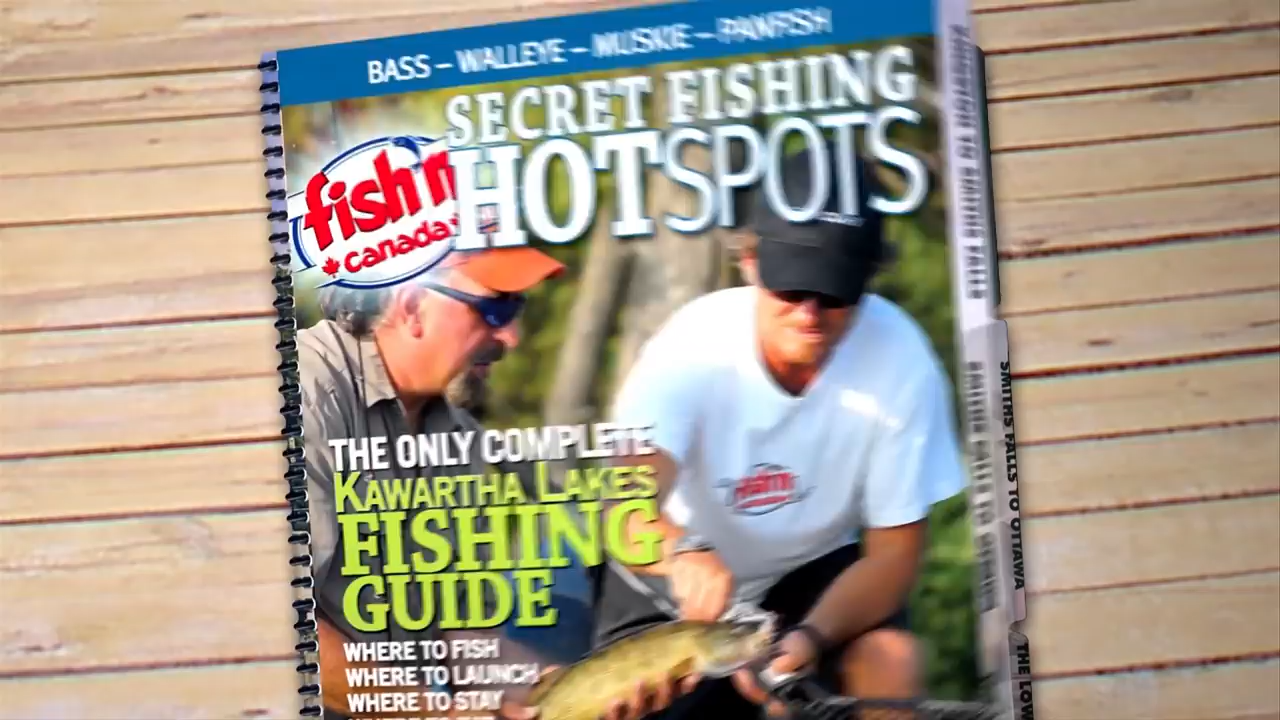 BASS – WALLEYE – MUSKIE – PANFISH
SECRET FISHING
HOTSPOTS
fish'n
canada
THE ONLY COMPLETE
KAWARTHA LAKES
FISHING
GUIDE
WHERE TO FISH
WHERE TO LAUNCH
WHERE TO STAY
SMITHS FALLS TO OTTAWA